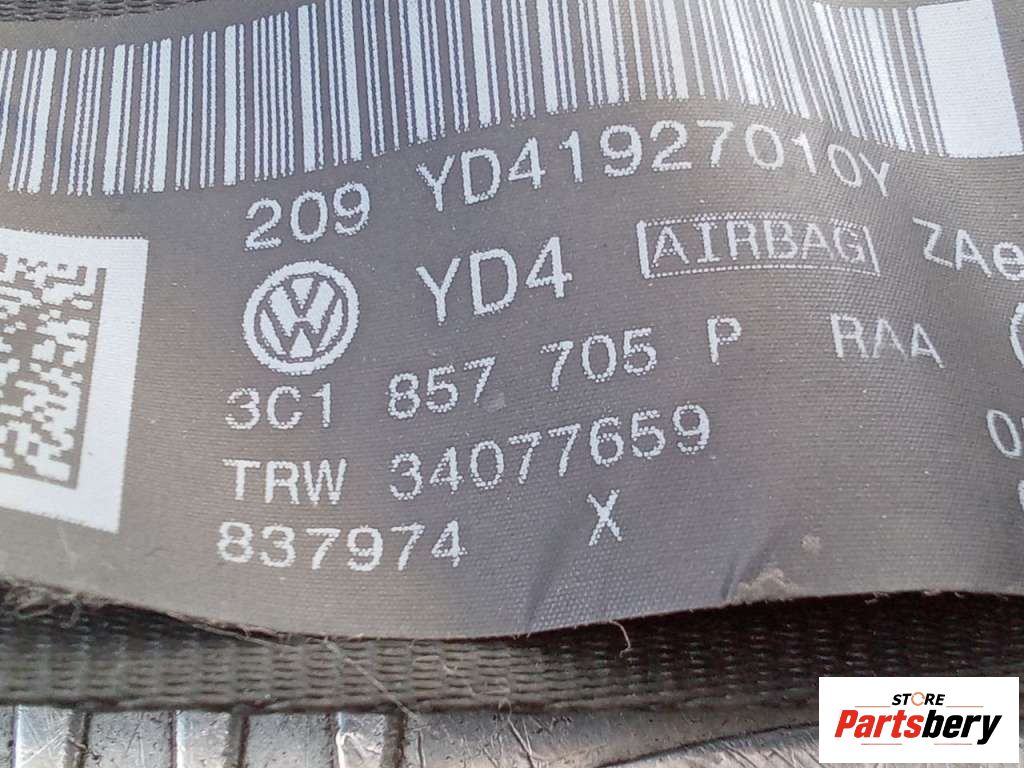 209 YD41927010Y
YD4 AIRBAG
3C1 857 705 P RAA
TRW 34077659
837974 X
STORE
Partsbery